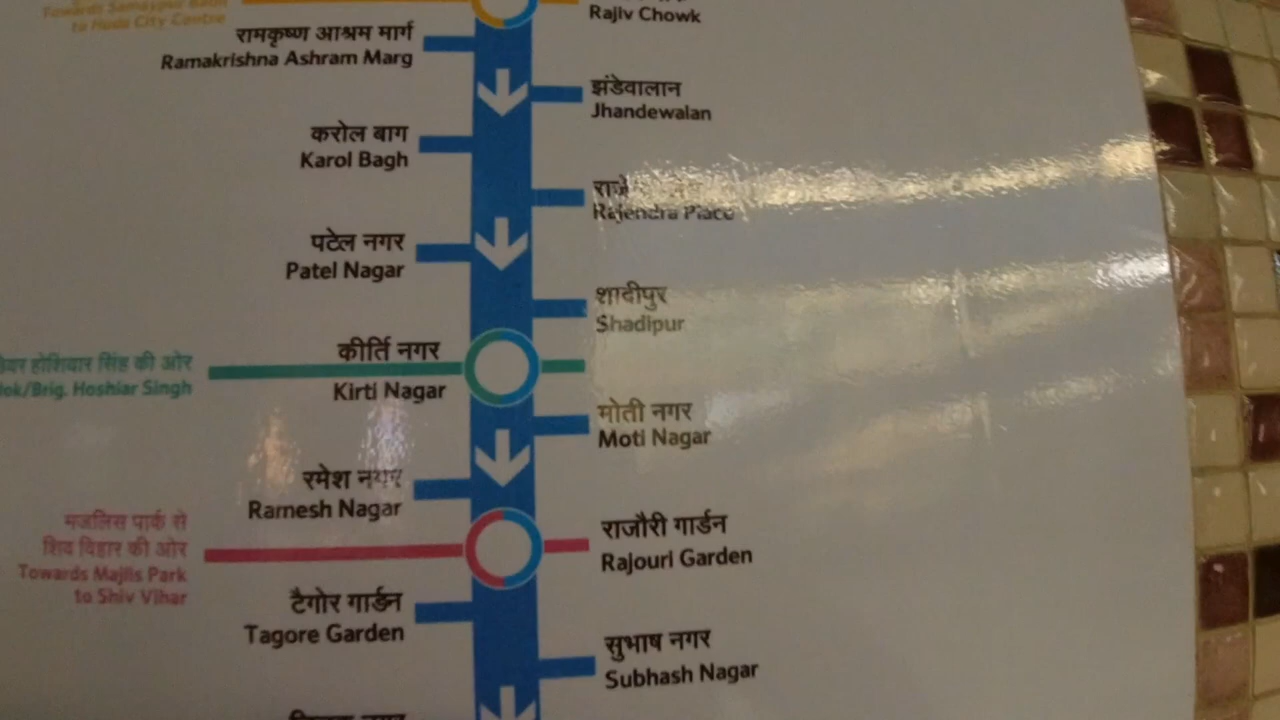 Towards Samaypur Badli
to Huda City Centre
Rajiv Chowk
रामकृष्ण आश्रम मार्ग
Ramakrishna Ashram Marg
झंडेवालान
Jhandewalan
करोल बाग
Karol Bagh
Rajendra Place
पटेल नगर
Patel Nagar
शादीपुर
Shadipur
कीर्ति नगर
Kirti Nagar
होशियार सिंह की ओर
Brig. Hoshiar Singh
मोती नगर
Moti Nagar
रमेश नगर
Ramesh Nagar
मजलिस पार्क से
शिव विहार की ओर
Towards Majlis Park
to Shiv Vihar
राजौरी गार्डन
Rajouri Garden
टैगोर गार्डन
Tagore Garden
सुभाष नगर
Subhash Nagar